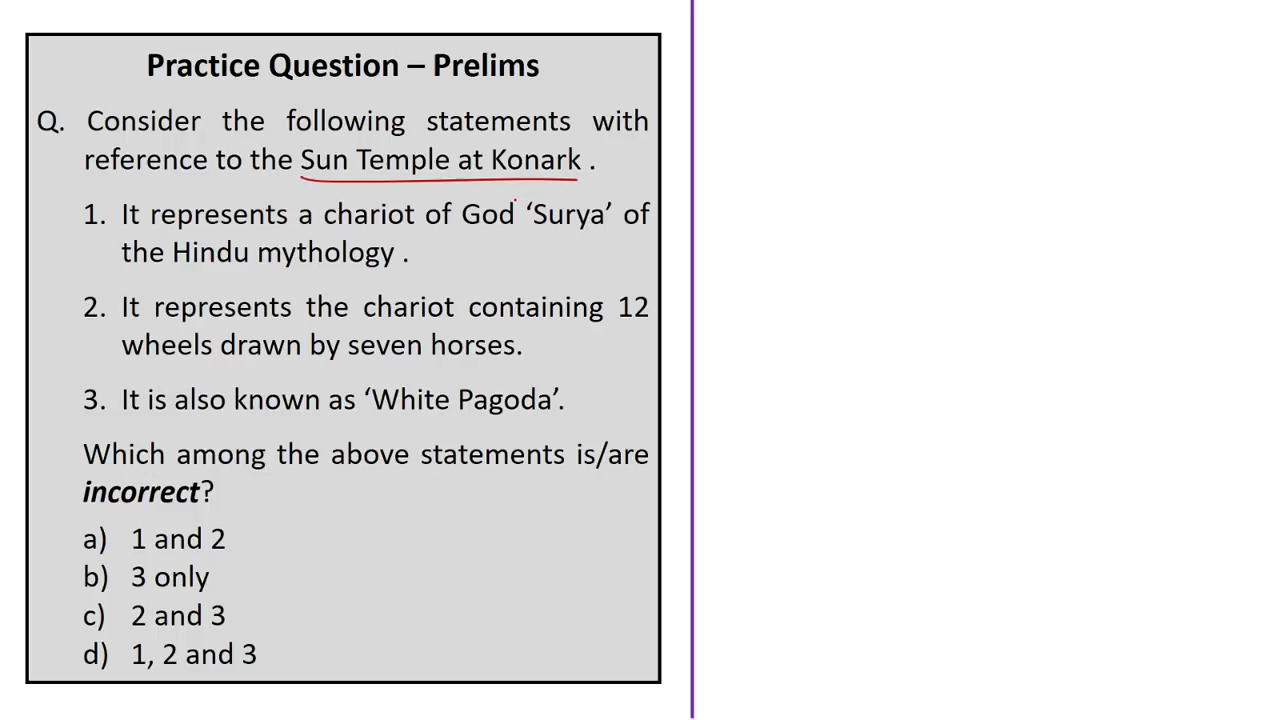 Practice Question – Prelims
Q. Consider the following statements with
reference to the Sun Temple at Konark .
1. It represents a chariot of God ‘Surya’ of
the Hindu mythology .
2. It represents the chariot containing 12
wheels drawn by seven horses.
3. It is also known as ‘White Pagoda’.
Which among the above statements is/are
incorrect?
a) 1 and 2
b) 3 only
c) 2 and 3
d) 1, 2 and 3